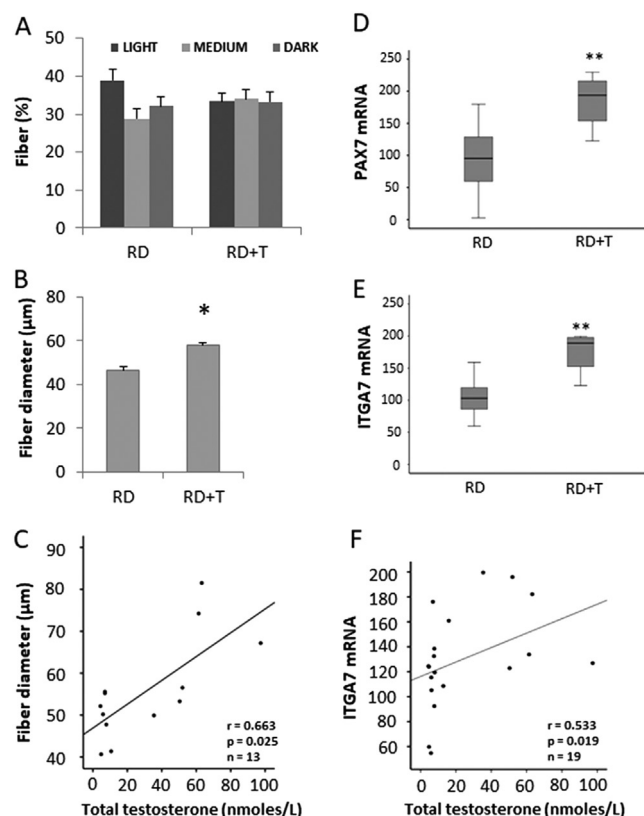 A
50
40
30
20
10
0
Fiber (%)
LIGHT MEDIUM DARK
RD RD+T
B
80
60
40
20
0
Fiber diameter (µm)
*
RD RD+T
C
90
80
70
60
50
40
Fiber diameter (µm)
r = 0.663
p = 0.025
n = 13
0 20 40 60 80 100
Total testosterone (nmoles/L)
D
250
200
150
100
50
0
PAX7 mRNA
**
RD RD+T
E
250
200
150
100
50
0
ITGA7 mRNA
**
RD RD+T
F
200
180
160
140
120
100
80
60
ITGA7 mRNA
r = 0.533
p = 0.019
n = 19
0 20 40 60 80 100
Total testosterone (nmoles/L)